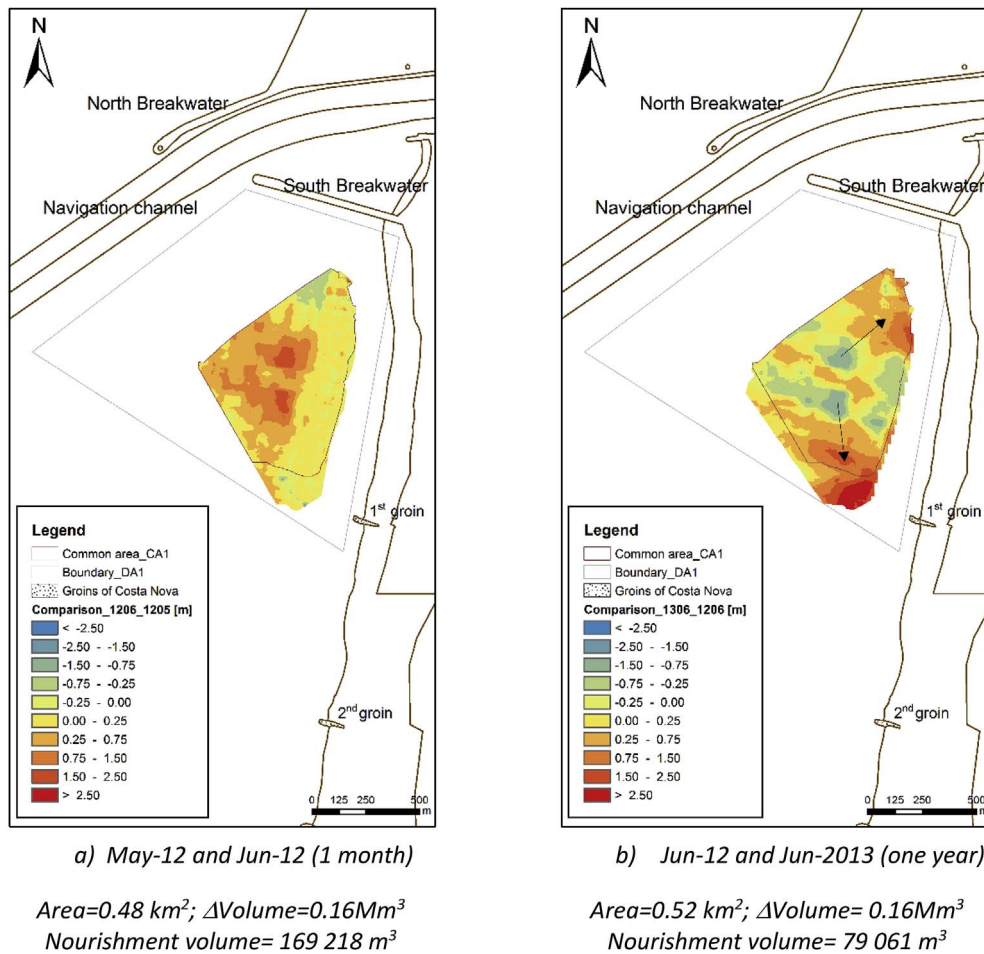 N
North Breakwater
South Breakwater
Navigation channel
1st groin
2nd groin
Legend
Common area_CA1
Boundary_DA1
Groins of Costa Nova
Comparison_1206_1205 [m]
< -2.50
-2.50 - -1.50
-1.50 - -0.75
-0.75 - -0.25
-0.25 - 0.00
0.00 - 0.25
0.25 - 0.75
0.75 - 1.50
1.50 - 2.50
> 2.50
0 125 250 500
m
a) May-12 and Jun-12 (1 month)
Area=0.48 km²; ΔVolume=0.16Mm³
Nourishment volume= 169 218 m³
N
North Breakwater
South Breakwater
Navigation channel
1st groin
2nd groin
Legend
Common area_CA1
Boundary_DA1
Groins of Costa Nova
Comparison_1306_1206 [m]
< -2.50
-2.50 - -1.50
-1.50 - -0.75
-0.75 - -0.25
-0.25 - 0.00
0.00 - 0.25
0.25 - 0.75
0.75 - 1.50
1.50 - 2.50
> 2.50
0 125 250 500
m
b) Jun-12 and Jun-2013 (one year)
Area=0.52 km²; ΔVolume= 0.16Mm³
Nourishment volume= 79 061 m³